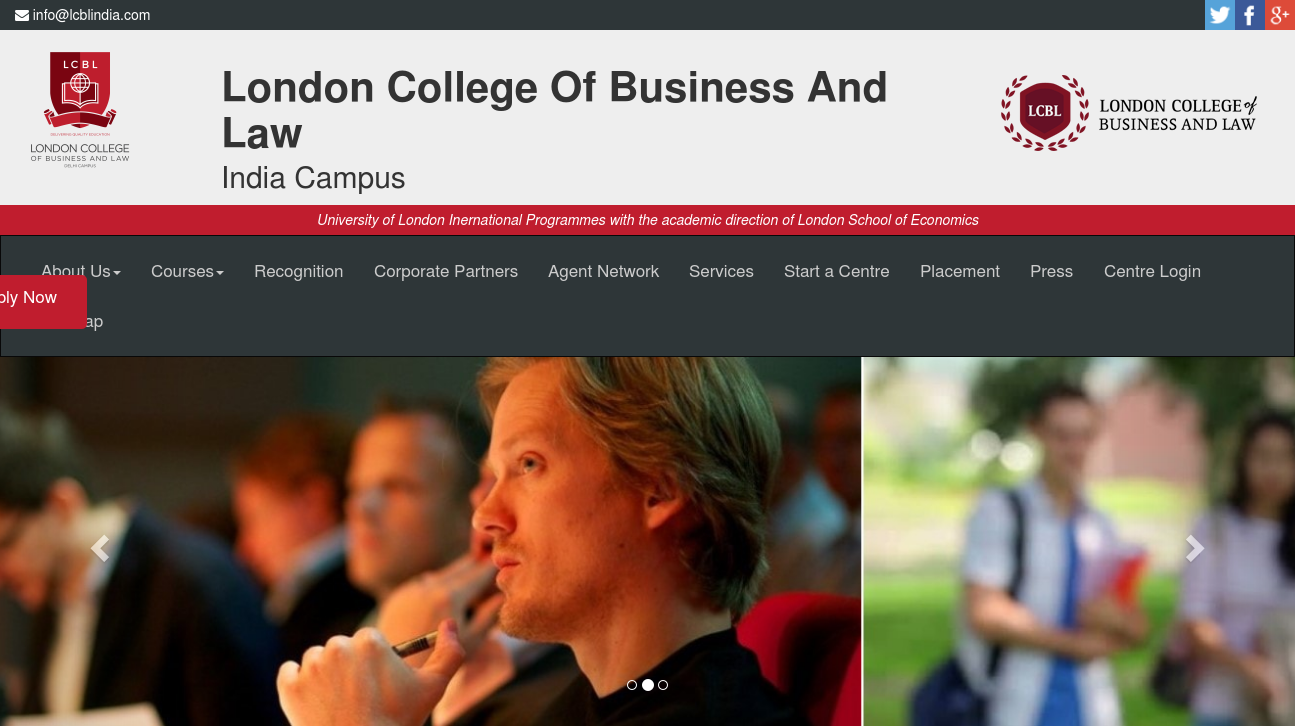 info@lcblindia.com
LCBL
LONDON COLLEGE
OF BUSINESS AND LAW
DELHI CAMPUS
London College Of Business And
Law
India Campus
LCBL
LONDON COLLEGE of
BUSINESS AND LAW
University of London Inernational Programmes with the academic direction of London School of Economics
About Us
Courses
Recognition
Corporate Partners
Agent Network
Services
Start a Centre
Placement
Press
Centre Login
ply Now
ap